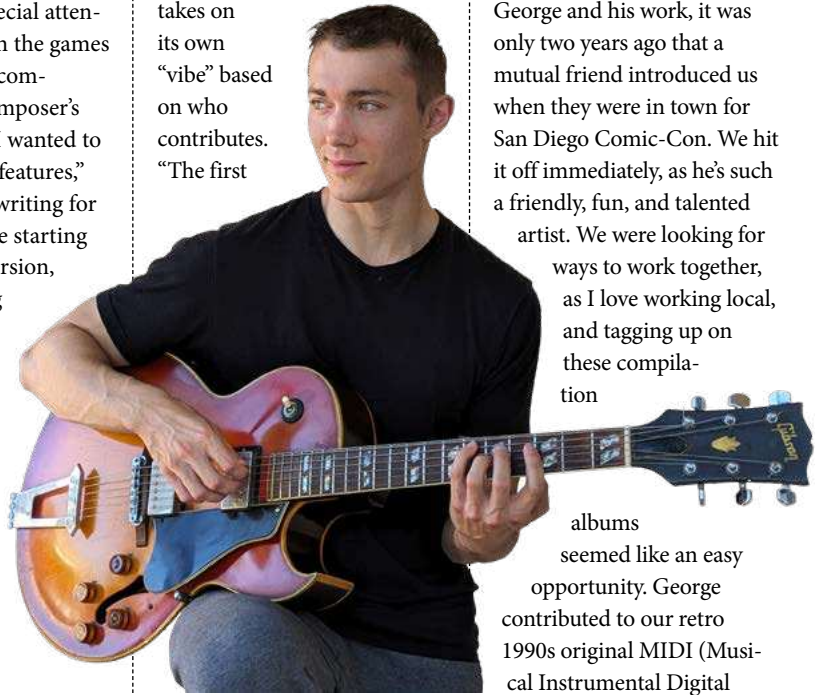 ecial atten-
n the games
com-
mposer's
I wanted to
features,"
writing for
e starting
rsion,
g
takes on
its own
"vibe" based
on who
contributes.
"The first
George and his work, it was
only two years ago that a
mutual friend introduced us
when they were in town for
San Diego Comic-Con. We hit
it off immediately, as he's such
a friendly, fun, and talented
artist. We were looking for
ways to work together,
as I love working local,
and tagging up on
these compila-
tion
Gibson
albums
seemed like an easy
opportunity. George
contributed to our retro
1990s original MIDI (Musi-
cal Instrumental Digital